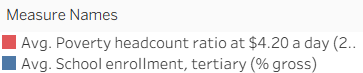 Measure Names
Avg. Poverty headcount ratio at $4.20 a day (2..
Avg. School enrollment, tertiary (% gross)